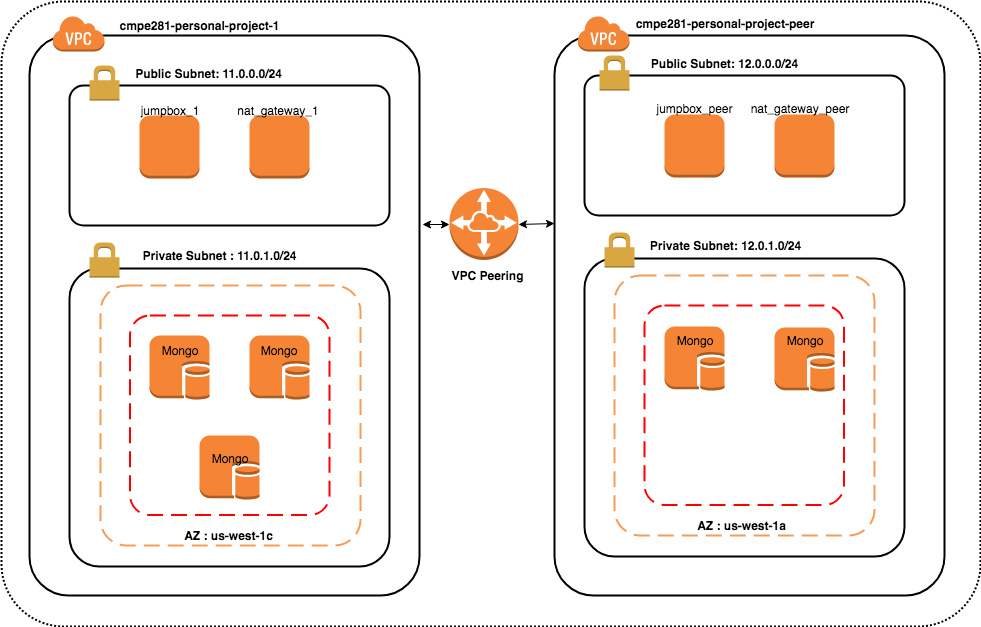 VPC
cmpe281-personal-project-1
Public Subnet: 11.0.0.0/24
jumpbox_1
nat_gateway_1
Private Subnet : 11.0.1.0/24
Mongo
Mongo
Mongo
AZ : us-west-1c
VPC Peering
VPC
cmpe281-personal-project-peer
Public Subnet: 12.0.0.0/24
jumpbox_peer
nat_gateway_peer
Private Subnet: 12.0.1.0/24
Mongo
Mongo
AZ : us-west-1a